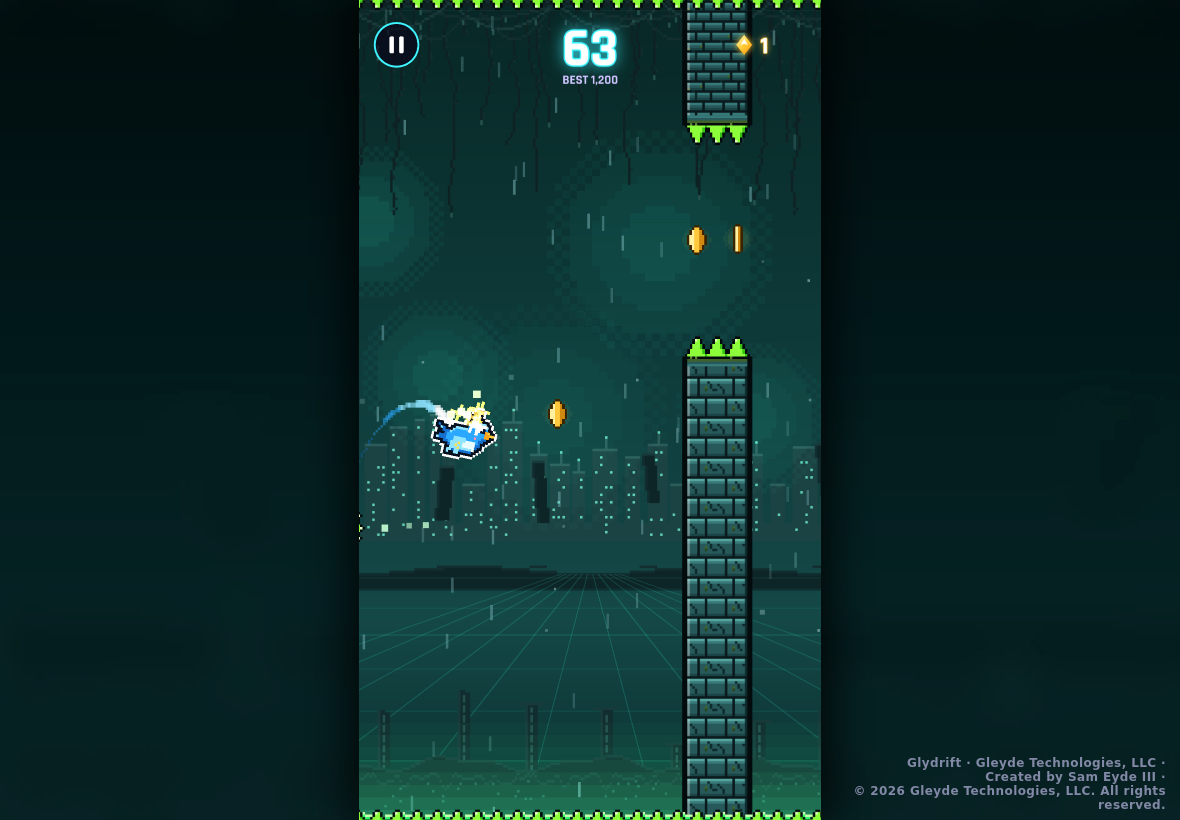 63
1
BEST 1,200
Glydrift · Gleyde Technologies, LLC ·
Created by Sam Eyde III ·
© 2026 Gleyde Technologies, LLC. All rights
reserved.